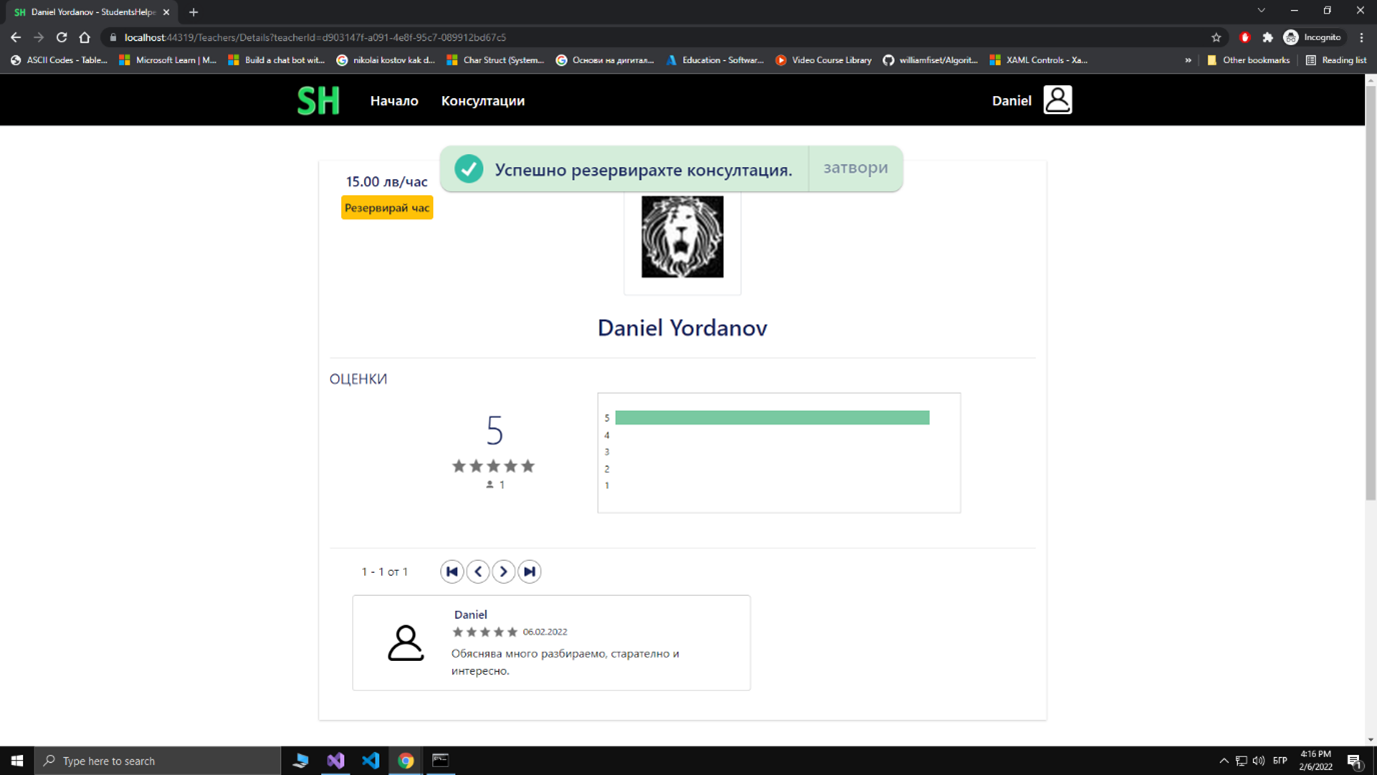 SH Daniel Yordanov - StudentsHelpe
localhost:44319/Teachers/Details?teacherId=d903147f-a091-4e8f-95c7-089912bd67c5
Incognito
ASCII Codes - Table... Microsoft Learn | M... Build a chat bot wit... nikolai kostov kak d... Char Struct (System... Основи на дигитал... Education - Softwar... Video Course Library williamfiset/Algorit... XAML Controls - Xa... » Other bookmarks Reading list
SH Начало Консултации Daniel
Успешно резервирахте консултация. затвори
15.00 лв/час
Резервирай час
Daniel Yordanov
ОЦЕНКИ
5
1
5
4
3
2
1
1 - 1 от 1
Daniel
06.02.2022
Обяснява много разбираемо, старателно и
интересно.
Type here to search
БГР
4:16 PM
2/6/2022
1